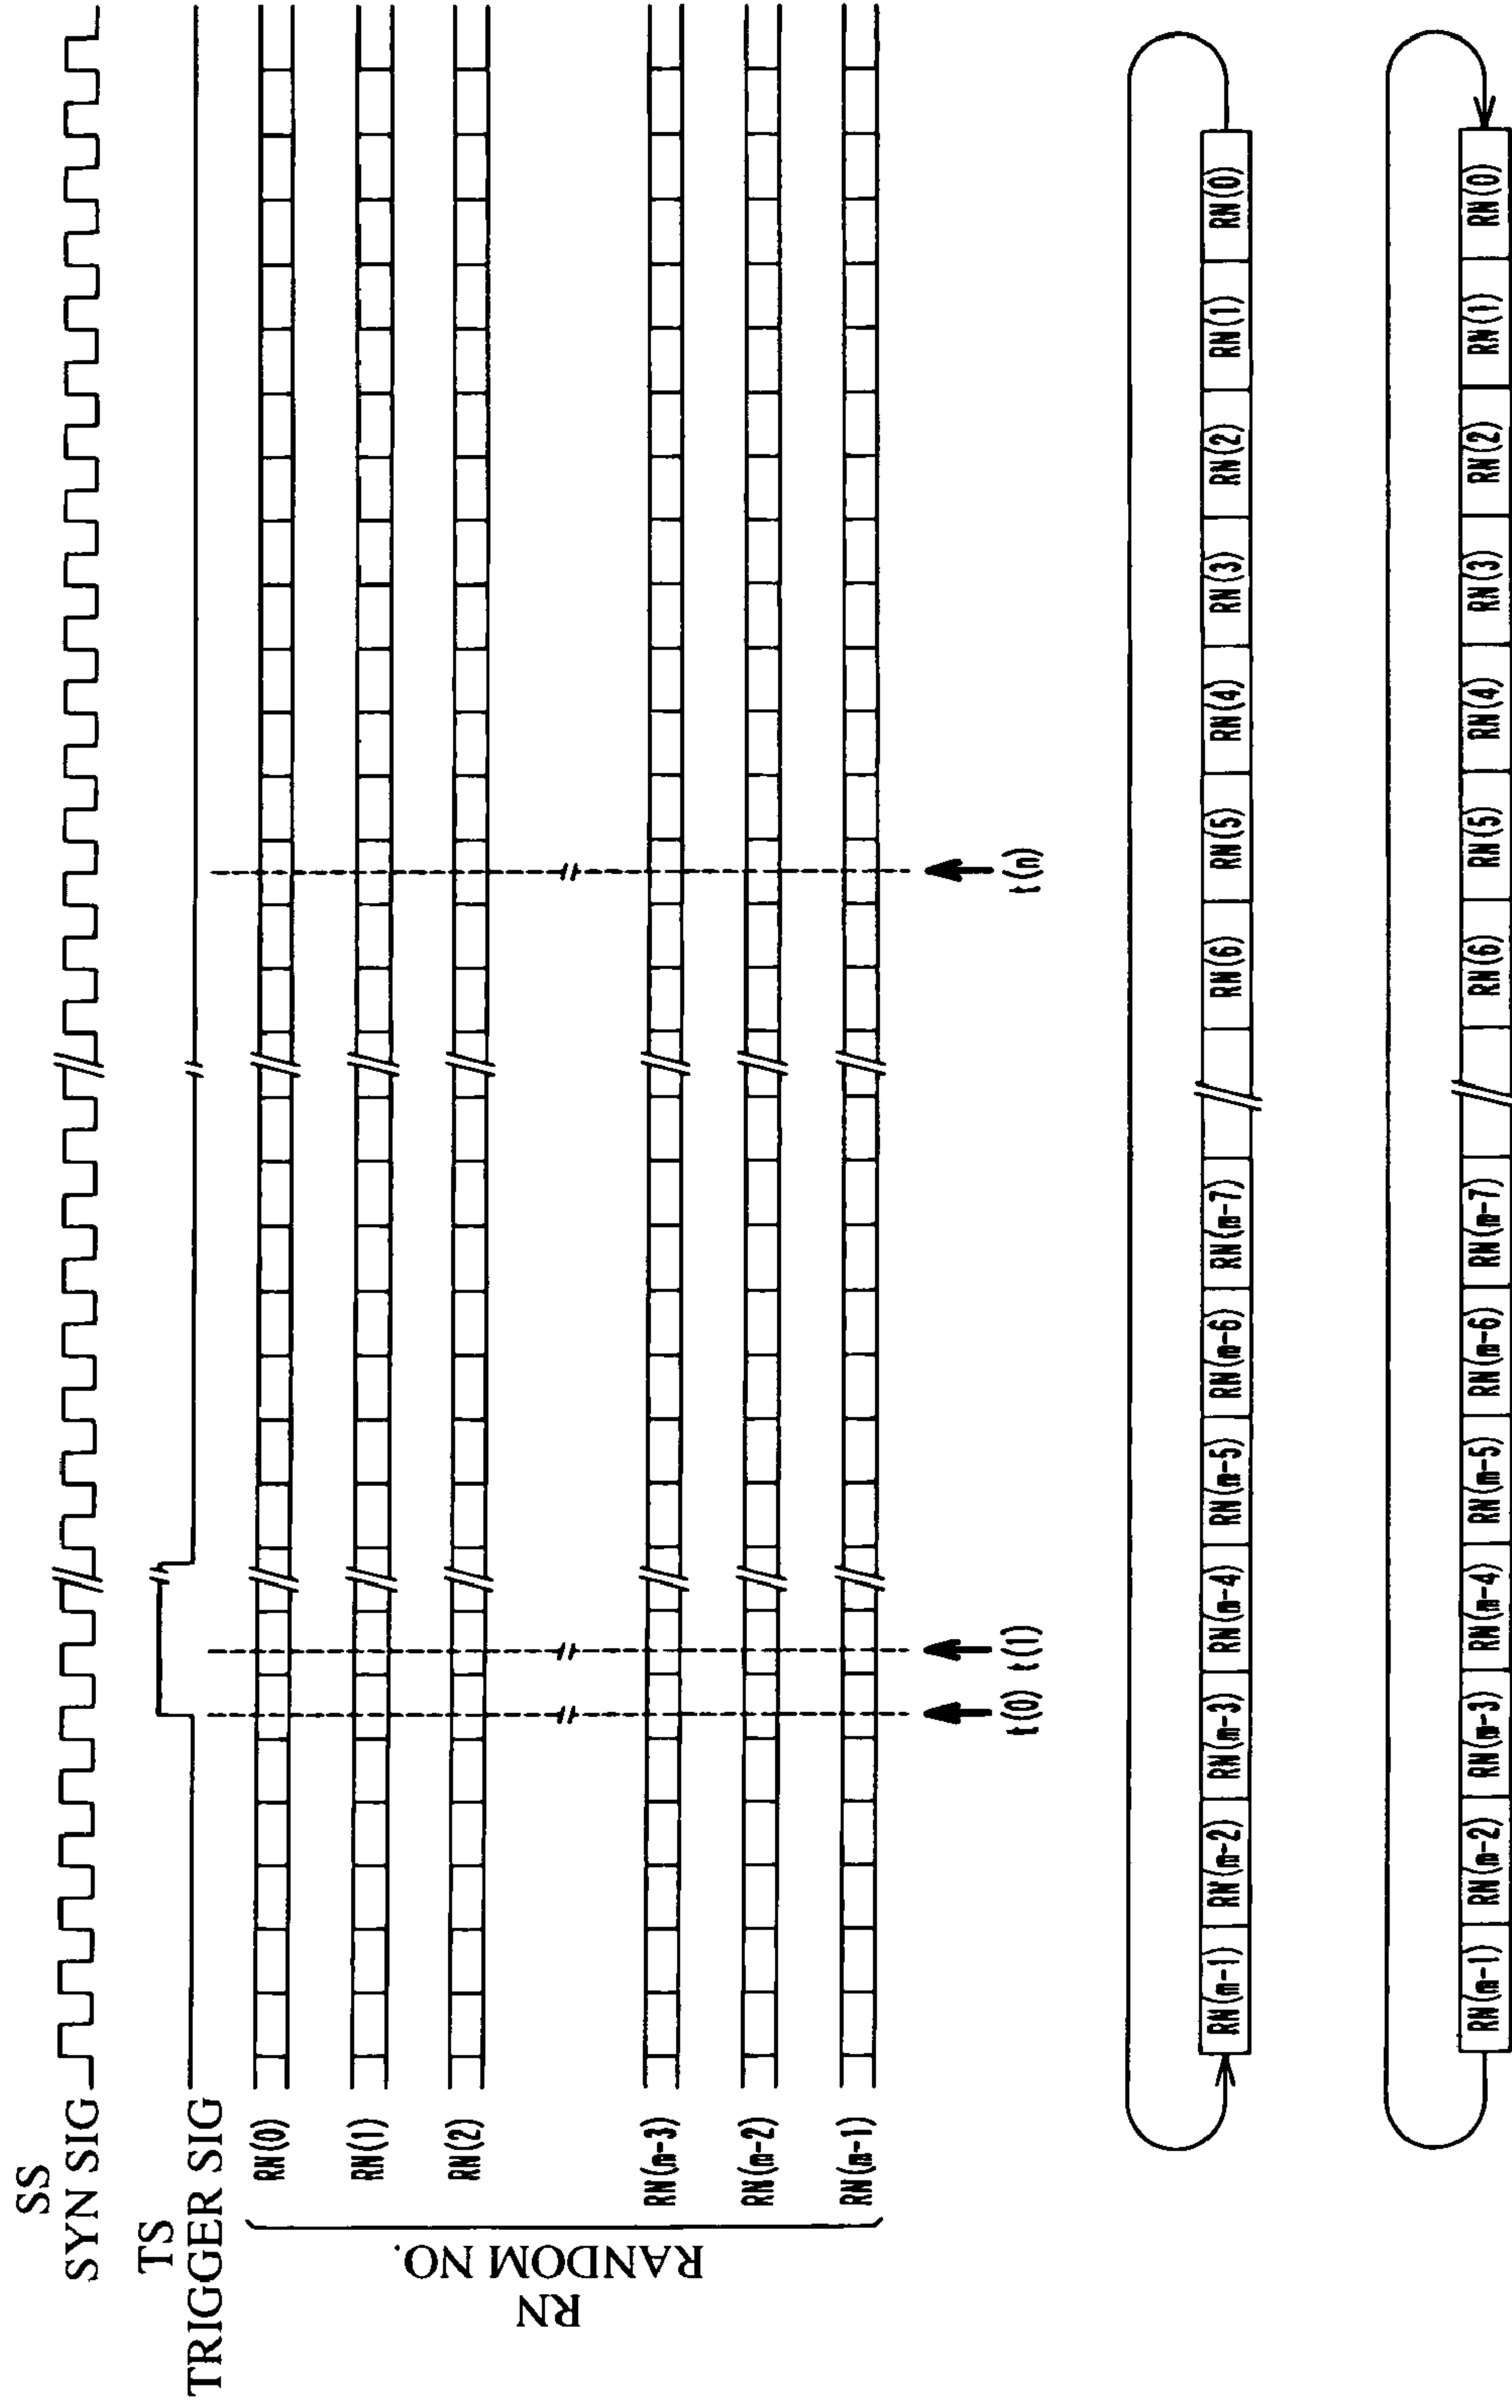 SS
SYN SIG
TS
TRIGGER SIG
RN
RANDOM NO.
RN(0)
RN(1)
RN(2)
RN(m-3)
RN(m-2)
RN(m-1)
t(0) t(1) t(n)
RN(m-1) RN(m-2) RN(m-3) RN(m-4) RN(m-5) RN(m-6) RN(m-7) RN(6) RN(5) RN(4) RN(3) RN(2) RN(1) RN(0)
RN(m-1) RN(m-2) RN(m-3) RN(m-4) RN(m-5) RN(m-6) RN(m-7) RN(6) RN(5) RN(4) RN(3) RN(2) RN(1) RN(0)